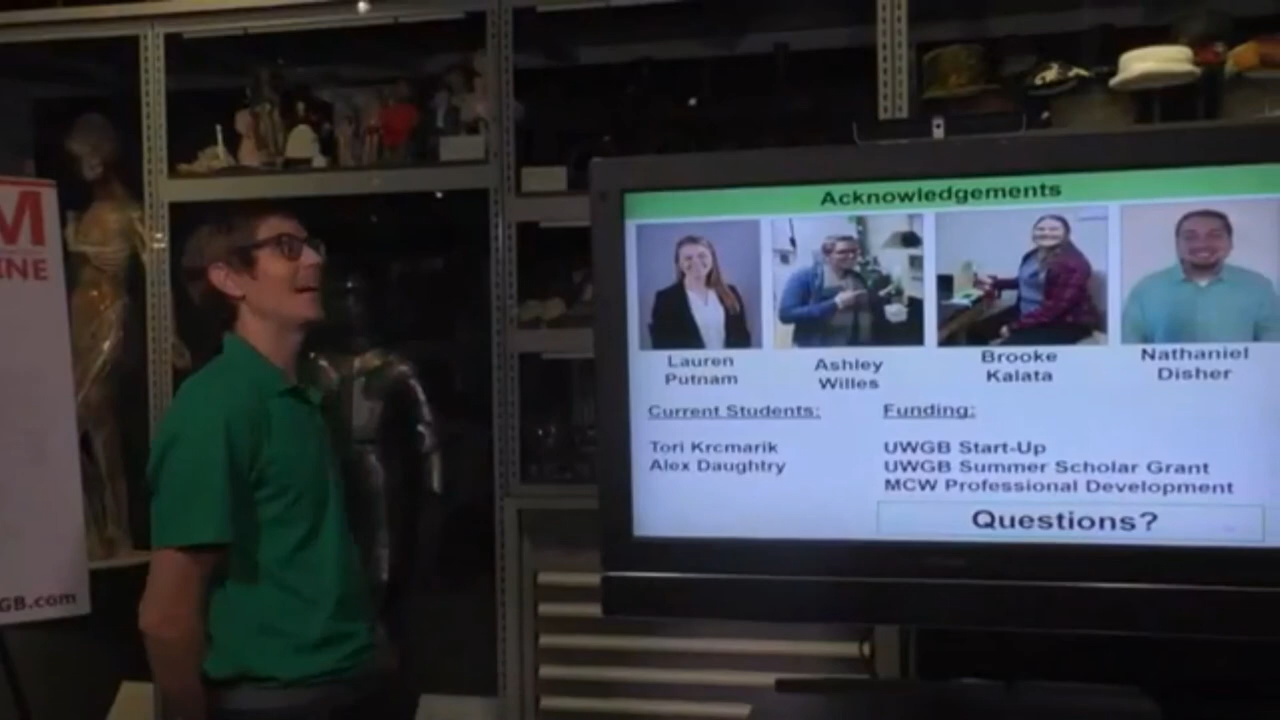 M
INE
GB.com
Acknowledgements
Lauren
Putnam
Ashley
Willes
Brooke
Kalata
Nathaniel
Disher
Current Students:
Tori Krcmarik
Alex Daughtry
Funding:
UWGB Start-Up
UWGB Summer Scholar Grant
MCW Professional Development
Questions?